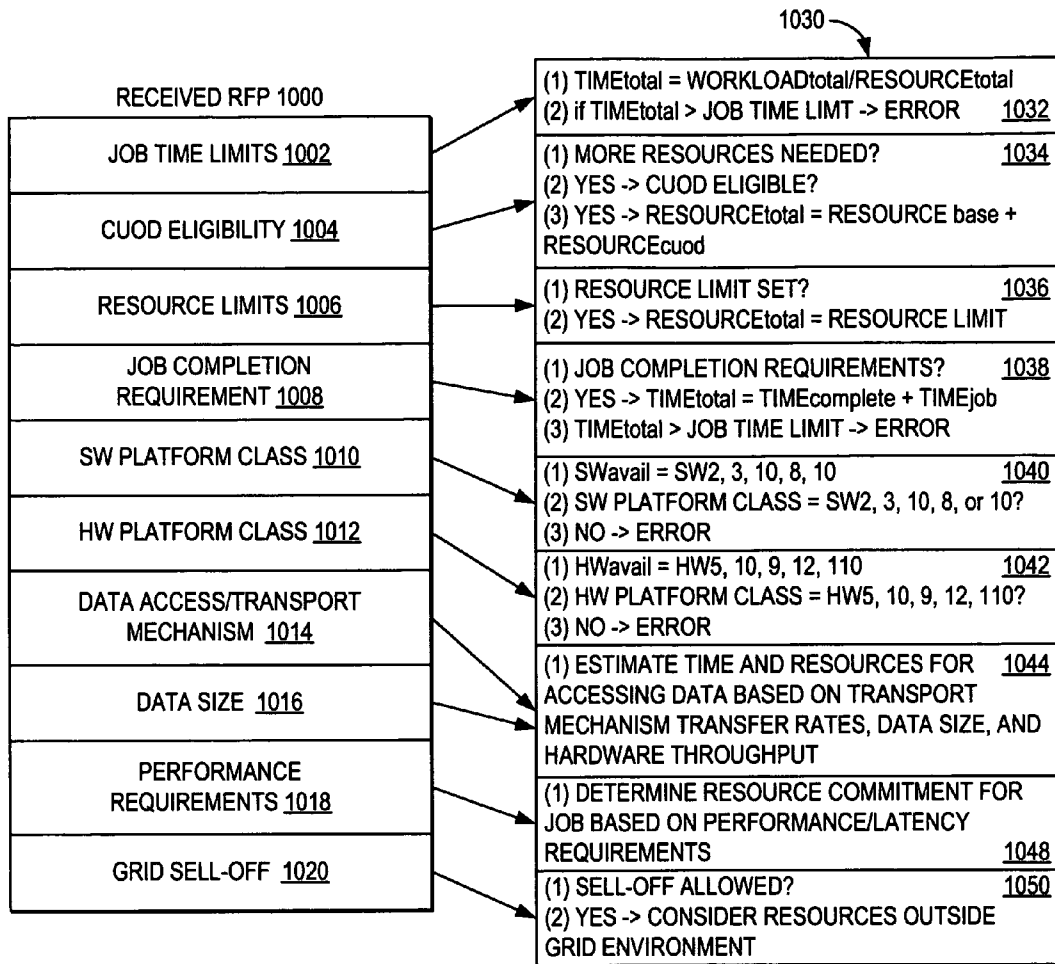 1030
RECEIVED RFP 1000
JOB TIME LIMITS 1002
CUOD ELIGIBILITY 1004
RESOURCE LIMITS 1006
JOB COMPLETION
REQUIREMENT 1008
SW PLATFORM CLASS 1010
HW PLATFORM CLASS 1012
DATA ACCESS/TRANSPORT
MECHANISM 1014
DATA SIZE 1016
PERFORMANCE
REQUIREMENTS 1018
GRID SELL-OFF 1020
(1) TIMEtotal = WORKLOADtotal/RESOURCEtotal
(2) if TIMEtotal > JOB TIME LIMT -> ERROR 1032
(1) MORE RESOURCES NEEDED? 1034
(2) YES -> CUOD ELIGIBLE?
(3) YES -> RESOURCEtotal = RESOURCE base +
RESOURCEcuod
(1) RESOURCE LIMIT SET? 1036
(2) YES -> RESOURCEtotal = RESOURCE LIMIT
(1) JOB COMPLETION REQUIREMENTS? 1038
(2) YES -> TIMEtotal = TIMEcomplete + TIMEjob
(3) TIMEtotal > JOB TIME LIMIT -> ERROR
(1) SWavail = SW2, 3, 10, 8, 10 1040
(2) SW PLATFORM CLASS = SW2, 3, 10, 8, or 10?
(3) NO -> ERROR
(1) HWavail = HW5, 10, 9, 12, 110 1042
(2) HW PLATFORM CLASS = HW5, 10, 9, 12, 110?
(3) NO -> ERROR
(1) ESTIMATE TIME AND RESOURCES FOR 1044
ACCESSING DATA BASED ON TRANSPORT
MECHANISM TRANSFER RATES, DATA SIZE, AND
HARDWARE THROUGHPUT
(1) DETERMINE RESOURCE COMMITMENT FOR
JOB BASED ON PERFORMANCE/LATENCY
REQUIREMENTS 1048
(1) SELL-OFF ALLOWED? 1050
(2) YES -> CONSIDER RESOURCES OUTSIDE
GRID ENVIRONMENT